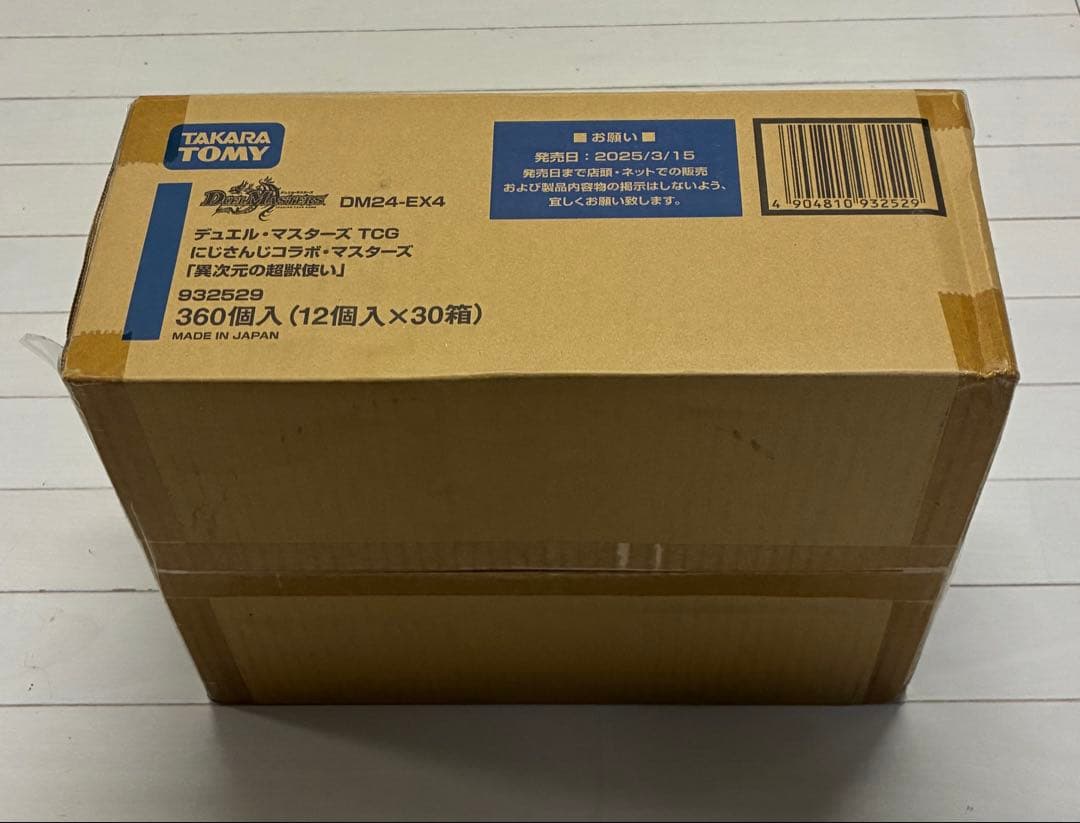 TAKARA
TOMY
DUEL MASTERS
DM24-EX4
デュエル・マスターズ TCG
にじさんじコラボ・マスターズ
「異次元の超獣使い」
932529
360個入(12個入×30箱)
MADE IN JAPAN
■ お願い ■
発売日:2025/3/15
発売日まで店頭・ネットでの販売
および製品内容物の掲示はしないよう、
宜しくお願い致します。
4 904810 932529